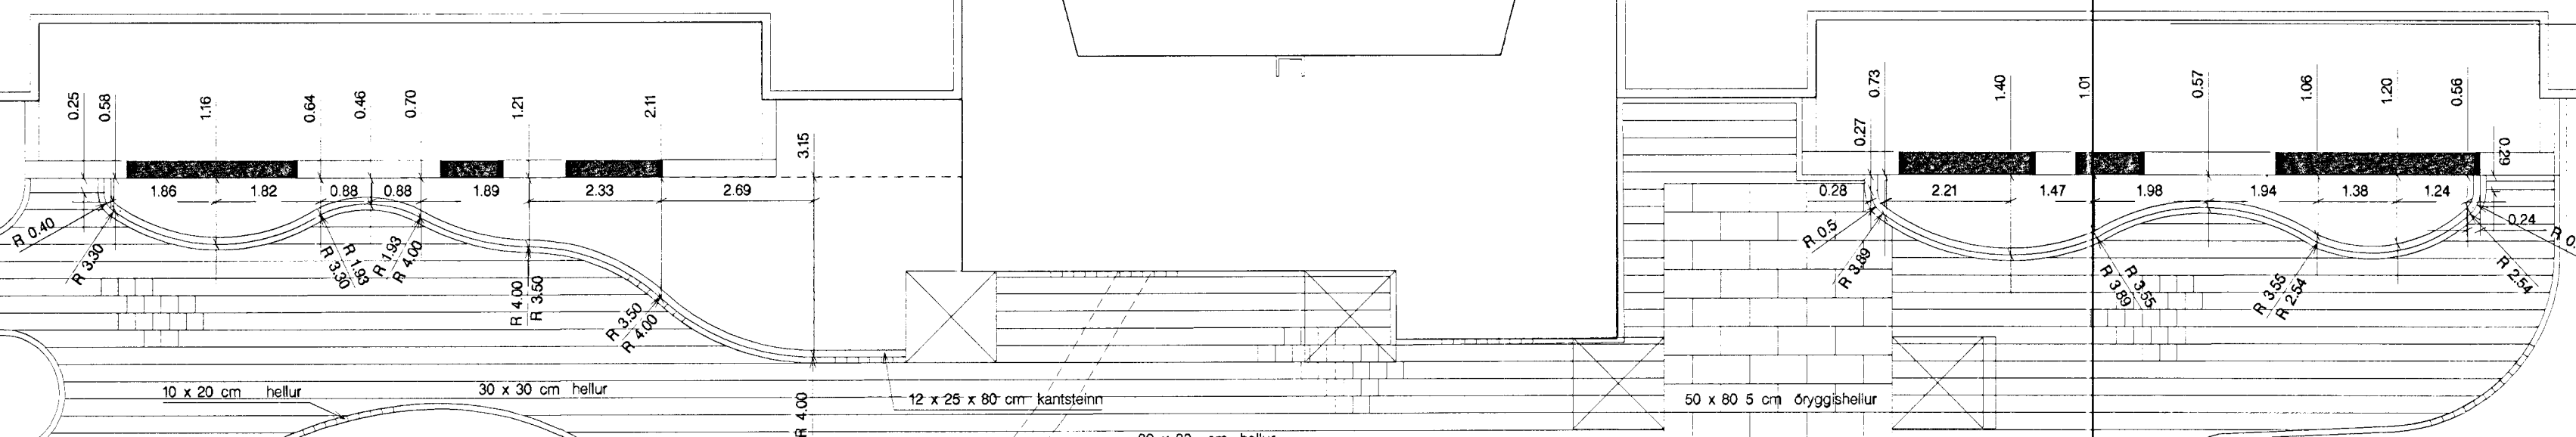 0.25
0.58
1.16
0.64
0.46
0.70
1.21
2.11
3.15
1.86
1.82
0.88
0.88
1.89
2.33
2.69
R 0.40
R 3.30
R 1.93
R 3.30
R 1.93
R 4.00
R 4.00
R 3.50
R 3.50
R 4.00
R 4.00
10 x 20 cm hellur
30 x 30 cm hellur
12 x 25 x 80 cm kantsteinn
cm hellur
0.73
1.40
1.01
0.57
1.06
1.20
0.56
0.27
0.29
0.28
2.21
1.47
1.98
1.94
1.38
1.24
0.24
R 0.5
R 3.89
R 3.55
R 3.89
R 3.55
R 2.54
R 2.54
50 x 80 5 cm öryggishellur